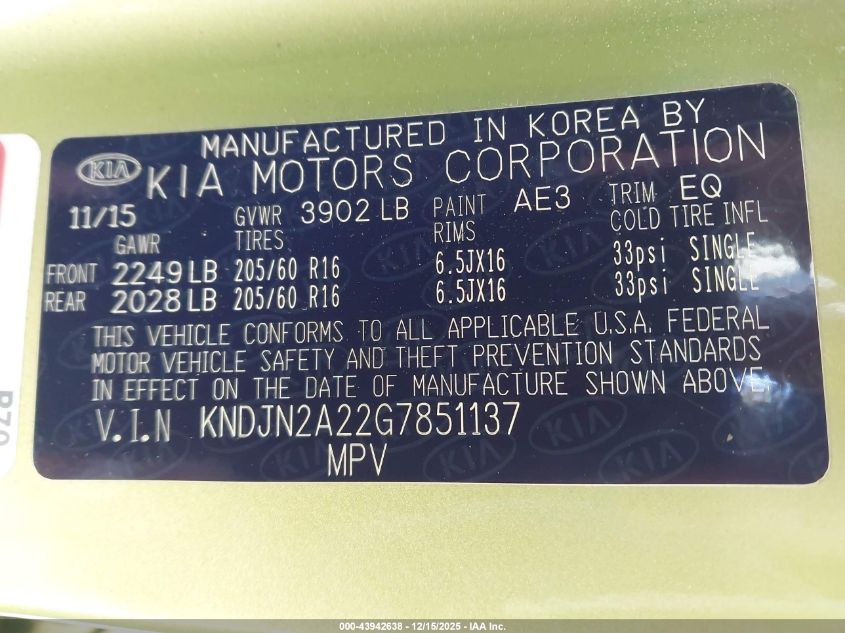 MANUFACTURED IN KOREA BY
KIA KIA MOTORS CORPORATION
11/15 GVWR 3902 LB PAINT AE3 TRIM EQ
GAWR TIRES RIMS COLD TIRE INFL
FRONT 2249 LB 205/60 R16 6.5JX16 33psi SINGLE
REAR 2028 LB 205/60 R16 6.5JX16 33psi SINGLE
THIS VEHICLE CONFORMS TO ALL APPLICABLE U.S.A. FEDERAL
MOTOR VEHICLE SAFETY AND THEFT PREVENTION STANDARDS
IN EFFECT ON THE DATE OF MANUFACTURE SHOWN ABOVE.
V.I.N KNDJN2A22G7851137
MPV
000-43942638 - 12/15/2025 - IAA Inc.